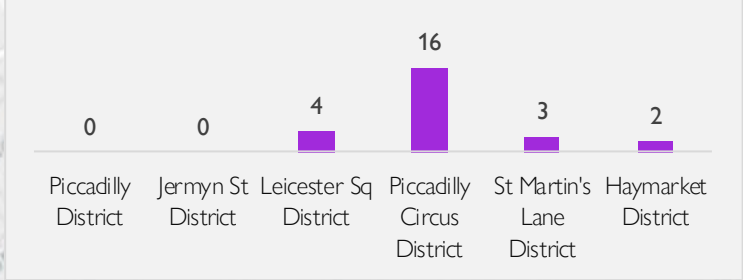 16
4
3
2
0
0
Piccadilly District
Jermyn St District
Leicester Sq District
Piccadilly Circus District
St Martin's Lane District
Haymarket District